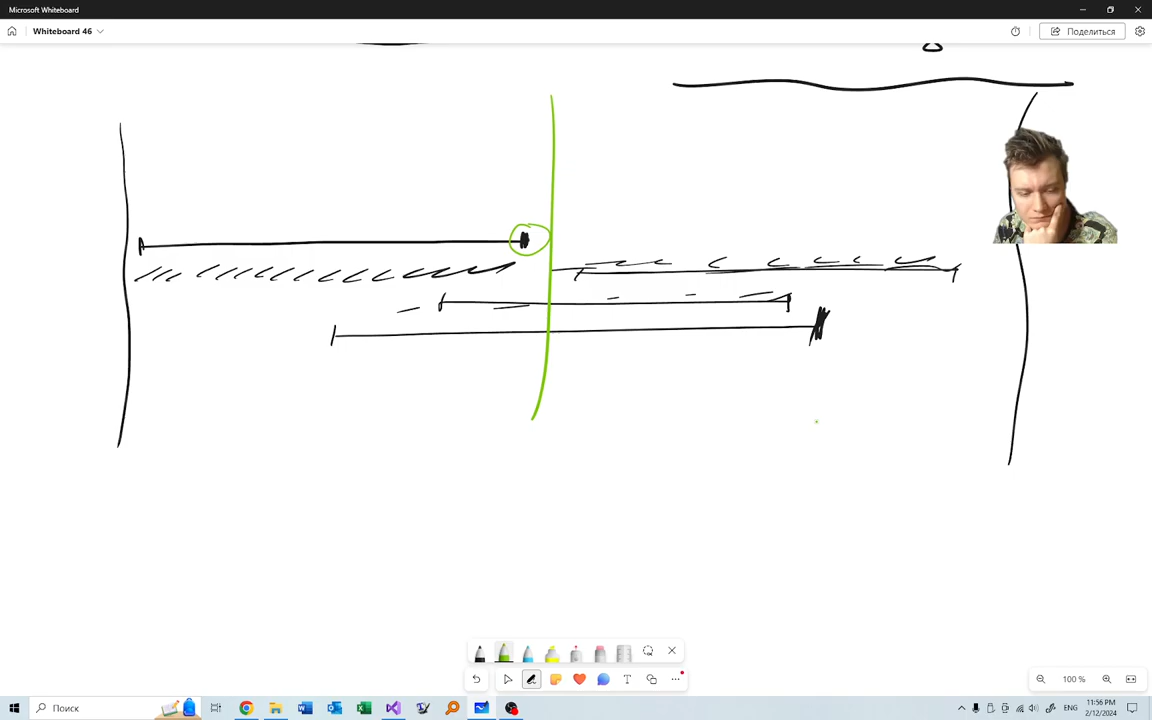 Microsoft Whiteboard
Whiteboard 46
Поделиться
100 %
Поиск
ENG
11:56 PM
2/12/2024